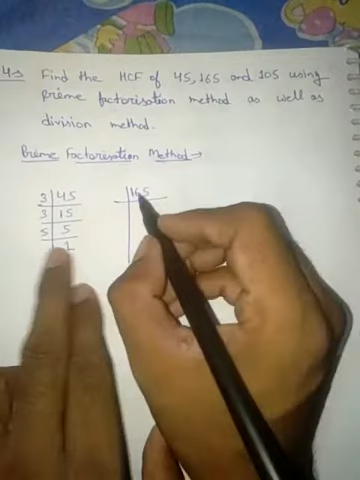 4. Find the HCF of 45, 165 and 105 using
prime factorisation method as well as
division method.
Prime Factorisation Method →
3 | 45
3 | 15
5 | 5
1
165